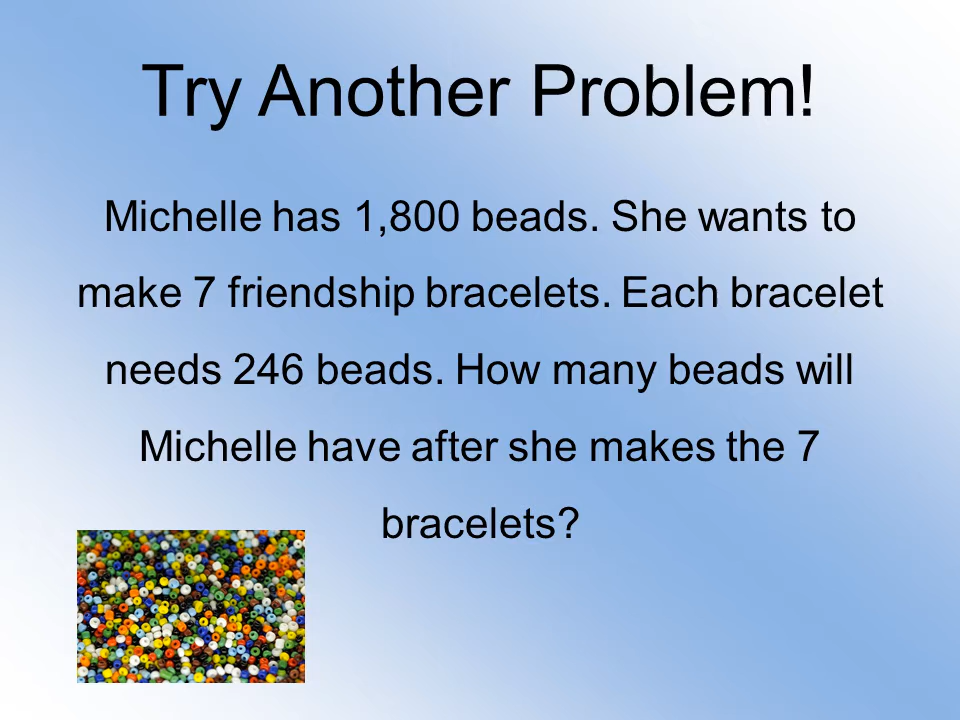 Try Another Problem!
Michelle has 1,800 beads. She wants to
make 7 friendship bracelets. Each bracelet
needs 246 beads. How many beads will
Michelle have after she makes the 7
bracelets?